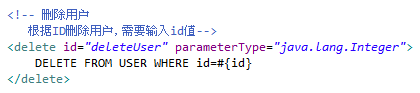 <!-- 删除用户
根据ID删除用户,需要输入id值-->
<delete id="deleteUser" parameterType="java.lang.Integer">
DELETE FROM USER WHERE id=#{id}
</delete>